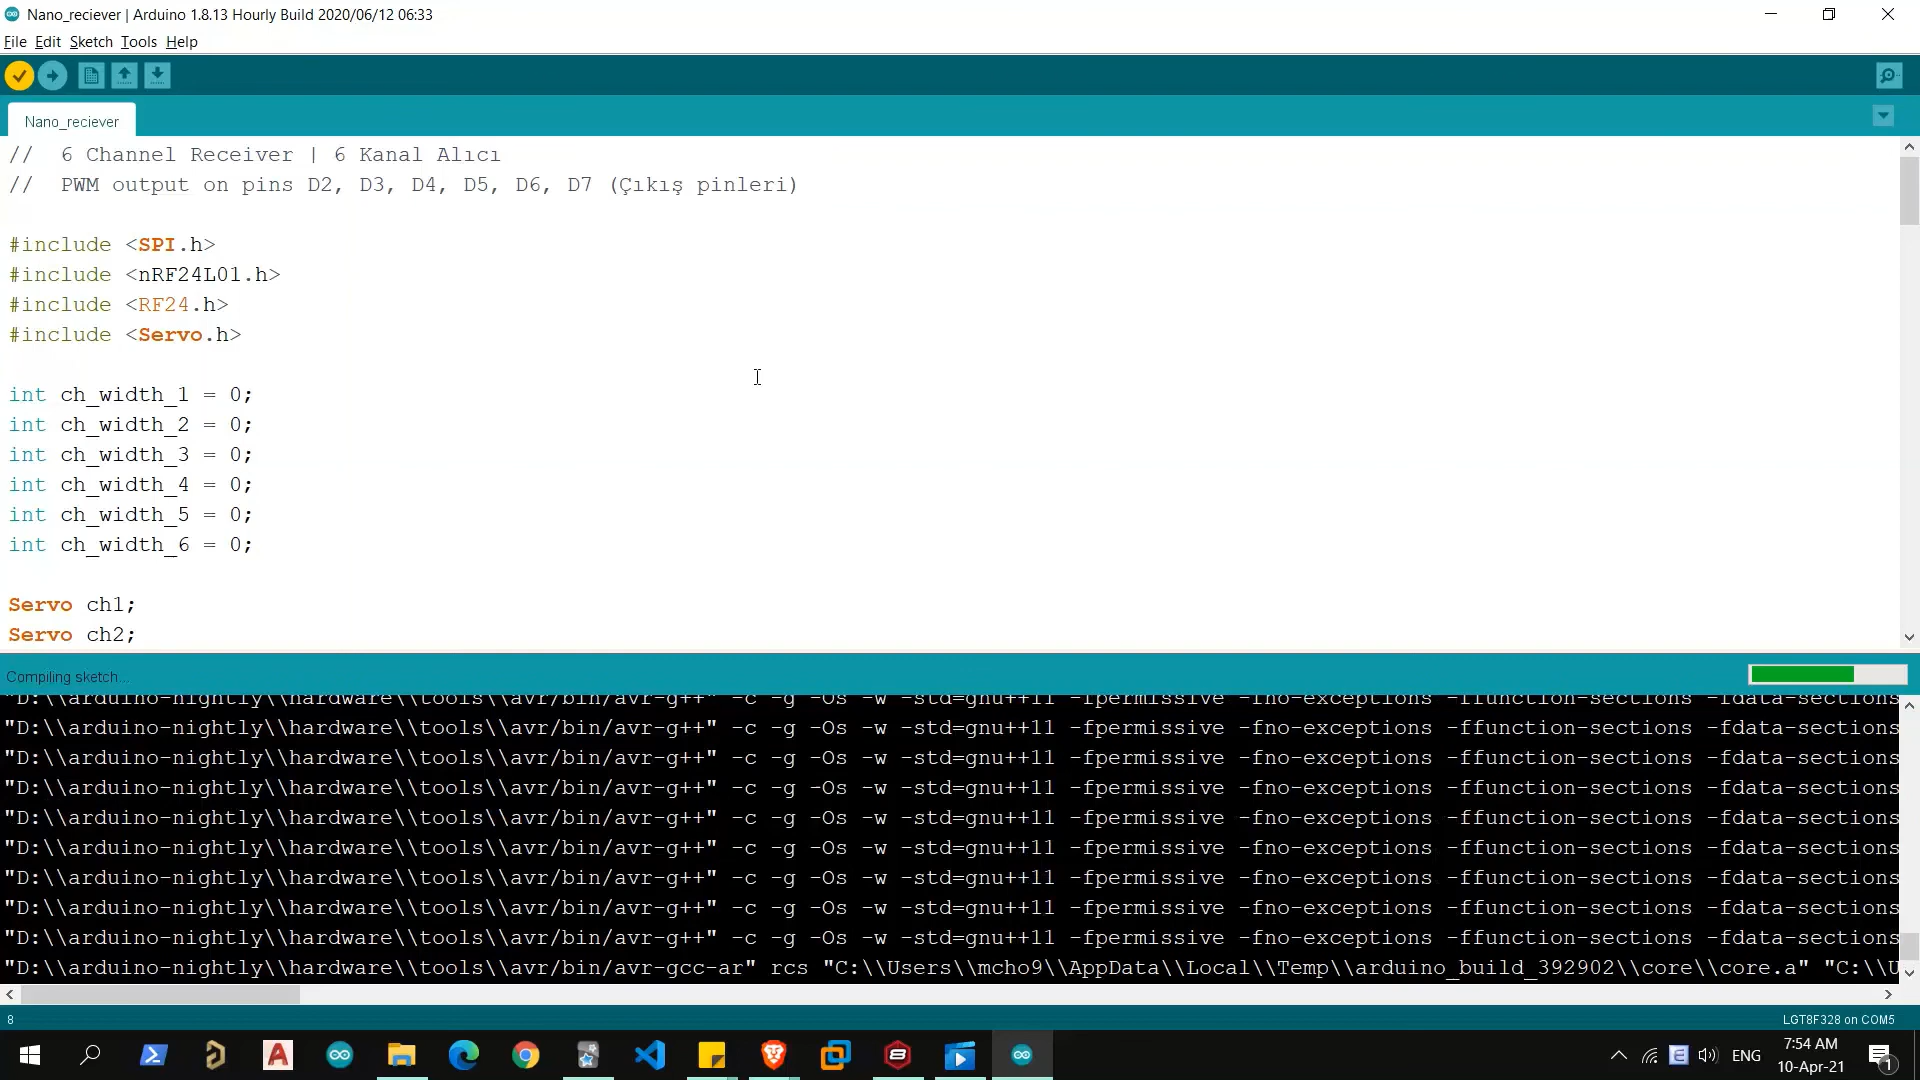 Nano_reciever | Arduino 1.8.13 Hourly Build 2020/06/12 06:33
File Edit Sketch Tools Help
Nano_reciever
//  6 Channel Receiver | 6 Kanal Alıcı
//  PWM output on pins D2, D3, D4, D5, D6, D7 (Çıkış pinleri)
#include <SPI.h>
#include <nRF24L01.h>
#include <RF24.h>
#include <Servo.h>
int ch_width_1 = 0;
int ch_width_2 = 0;
int ch_width_3 = 0;
int ch_width_4 = 0;
int ch_width_5 = 0;
int ch_width_6 = 0;
Servo ch1;
Servo ch2;
Compiling sketch...
"D:\\arduino-nightly\\hardware\\tools\\avr/bin/avr-g++" -c -g -Os -w -std=gnu++11 -fpermissive -fno-exceptions -ffunction-sections -fdata-sections
"D:\\arduino-nightly\\hardware\\tools\\avr/bin/avr-g++" -c -g -Os -w -std=gnu++11 -fpermissive -fno-exceptions -ffunction-sections -fdata-sections
"D:\\arduino-nightly\\hardware\\tools\\avr/bin/avr-g++" -c -g -Os -w -std=gnu++11 -fpermissive -fno-exceptions -ffunction-sections -fdata-sections
"D:\\arduino-nightly\\hardware\\tools\\avr/bin/avr-g++" -c -g -Os -w -std=gnu++11 -fpermissive -fno-exceptions -ffunction-sections -fdata-sections
"D:\\arduino-nightly\\hardware\\tools\\avr/bin/avr-g++" -c -g -Os -w -std=gnu++11 -fpermissive -fno-exceptions -ffunction-sections -fdata-sections
"D:\\arduino-nightly\\hardware\\tools\\avr/bin/avr-g++" -c -g -Os -w -std=gnu++11 -fpermissive -fno-exceptions -ffunction-sections -fdata-sections
"D:\\arduino-nightly\\hardware\\tools\\avr/bin/avr-g++" -c -g -Os -w -std=gnu++11 -fpermissive -fno-exceptions -ffunction-sections -fdata-sections
"D:\\arduino-nightly\\hardware\\tools\\avr/bin/avr-g++" -c -g -Os -w -std=gnu++11 -fpermissive -fno-exceptions -ffunction-sections -fdata-sections
"D:\\arduino-nightly\\hardware\\tools\\avr/bin/avr-g++" -c -g -Os -w -std=gnu++11 -fpermissive -fno-exceptions -ffunction-sections -fdata-sections
"D:\\arduino-nightly\\hardware\\tools\\avr/bin/avr-gcc-ar" rcs "C:\\Users\\mcho9\\AppData\\Local\\Temp\\arduino_build_392902\\core\\core.a" "C:\\U
8
LGT8F328 on COM5
ENG
7:54 AM
10-Apr-21
1